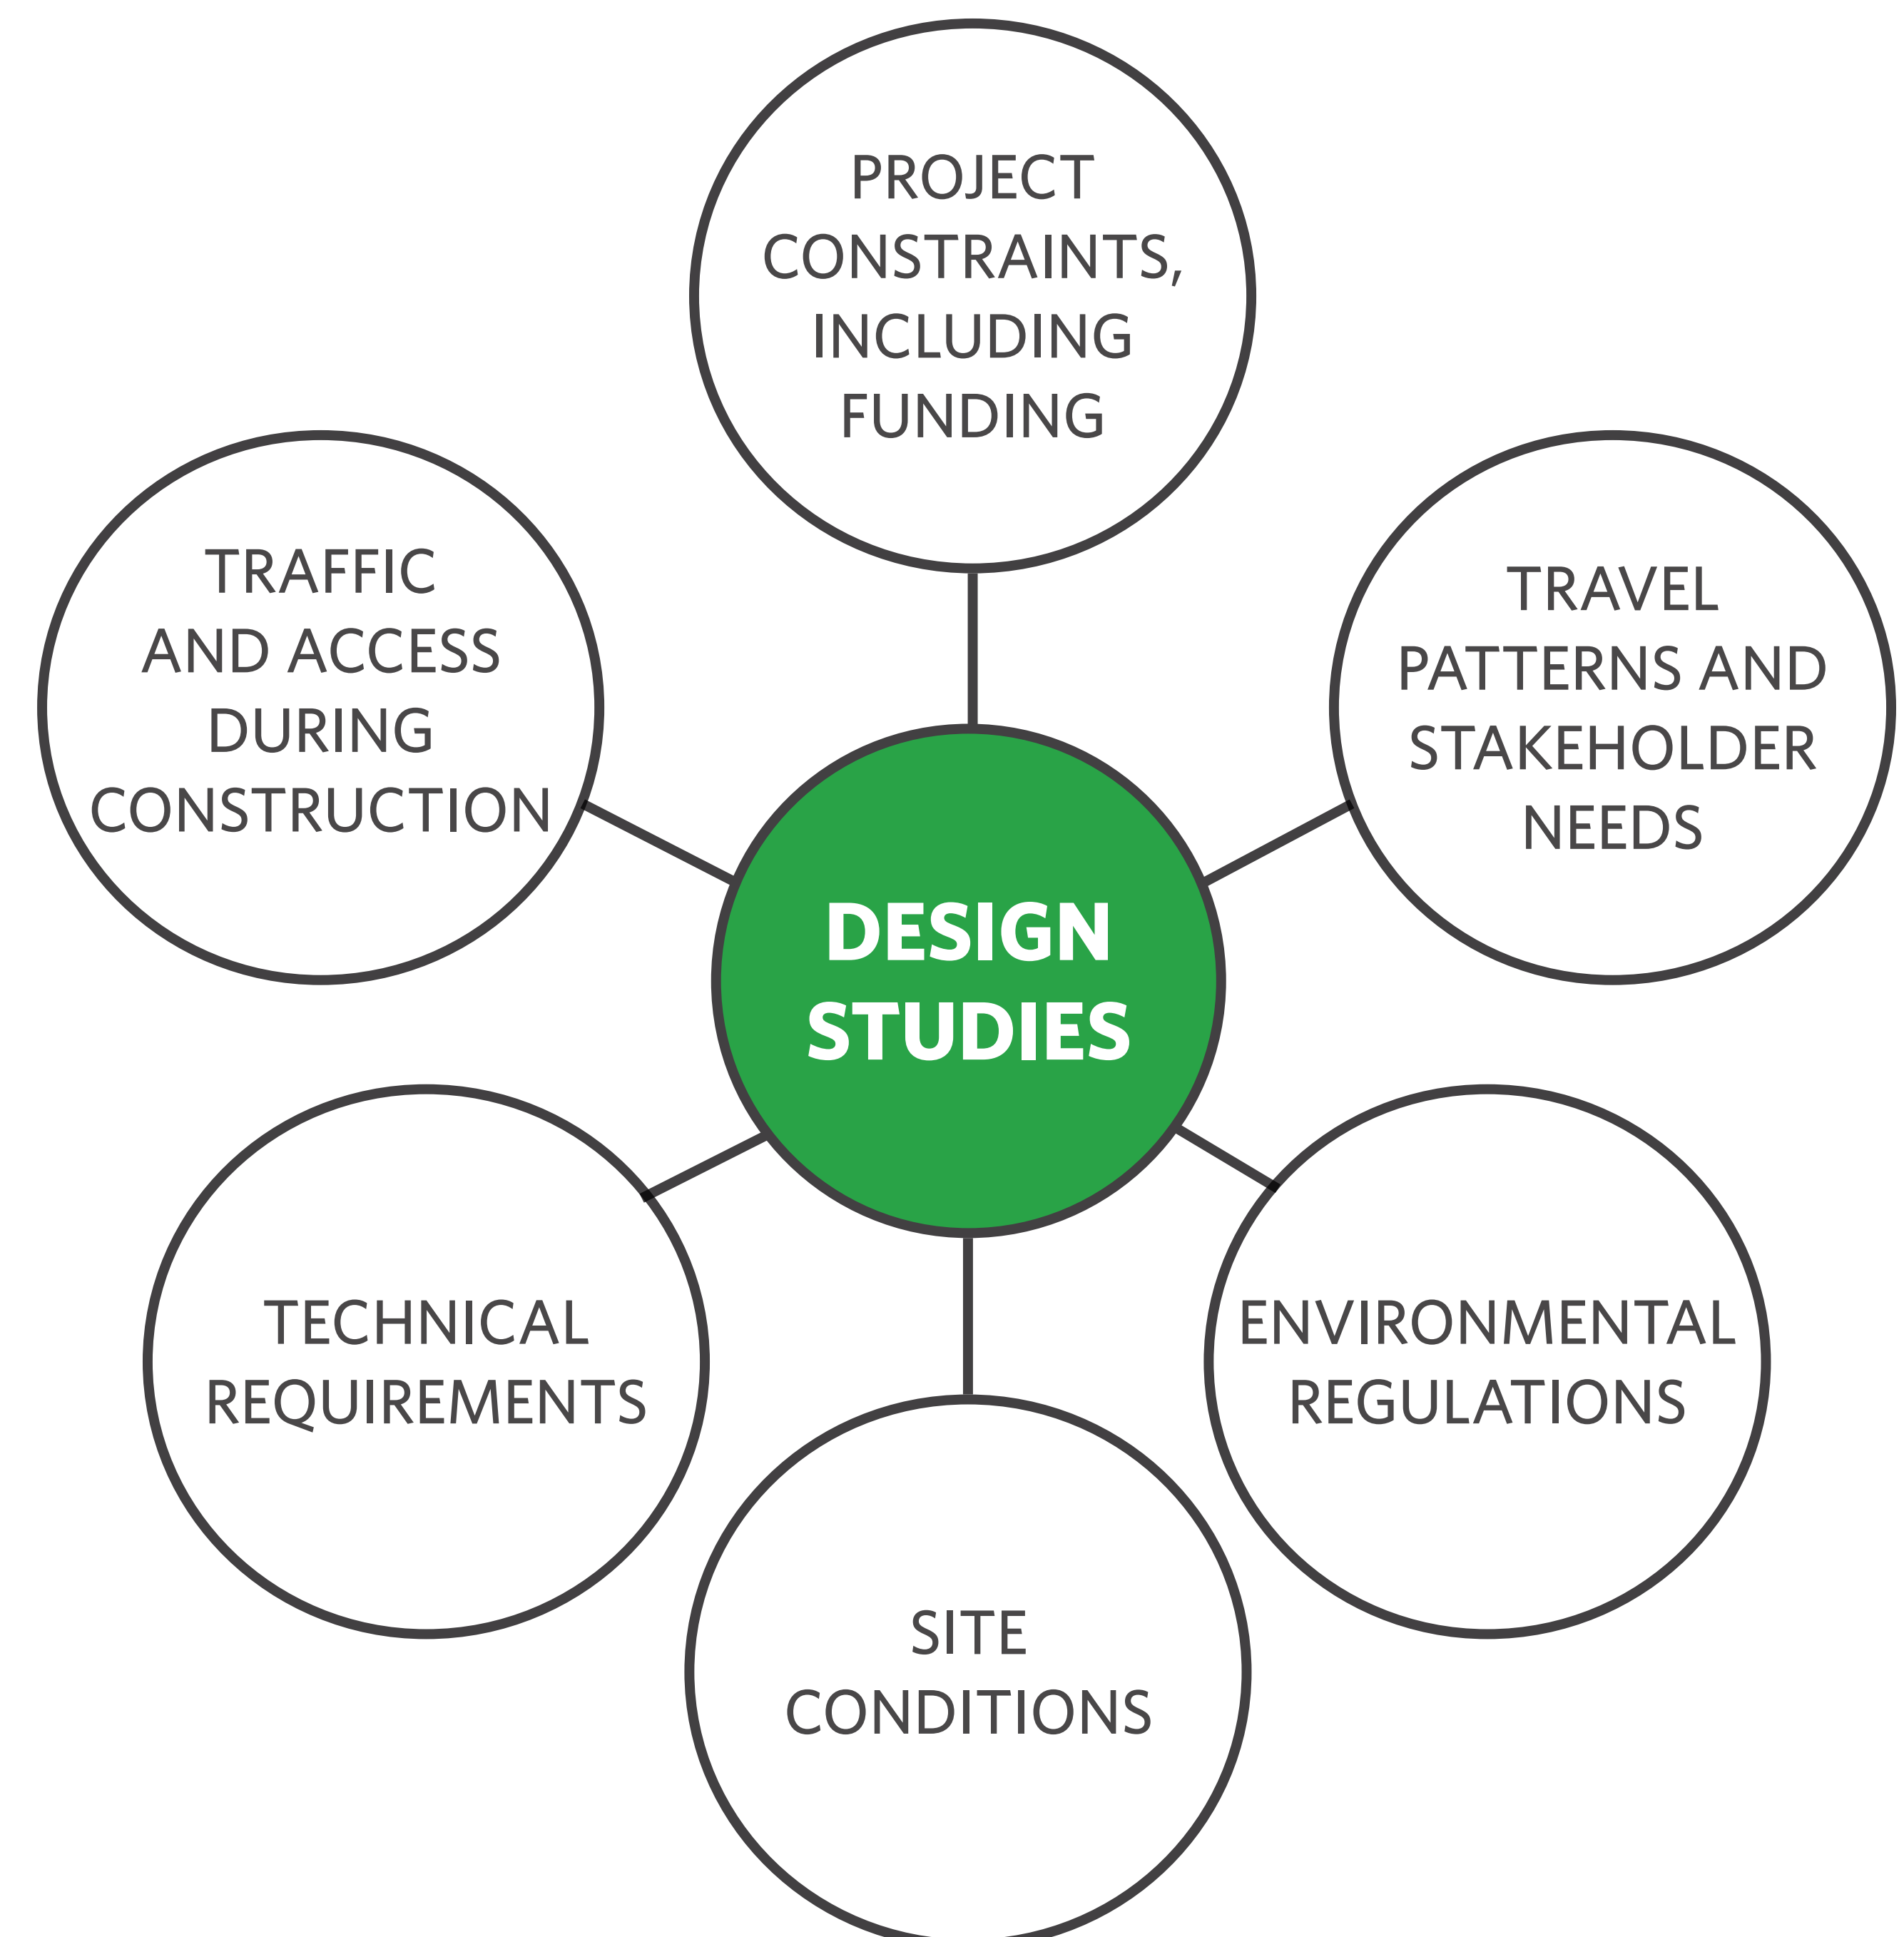 PROJECT
CONSTRAINTS,
INCLUDING
FUNDING
TRAFFIC
AND ACCESS
DURING
CONSTRUCTION
TRAVEL
PATTERNS AND
STAKEHOLDER
NEEDS
DESIGN
STUDIES
TECHNICAL
REQUIREMENTS
ENVIRONMENTAL
REGULATIONS
SITE
CONDITIONS